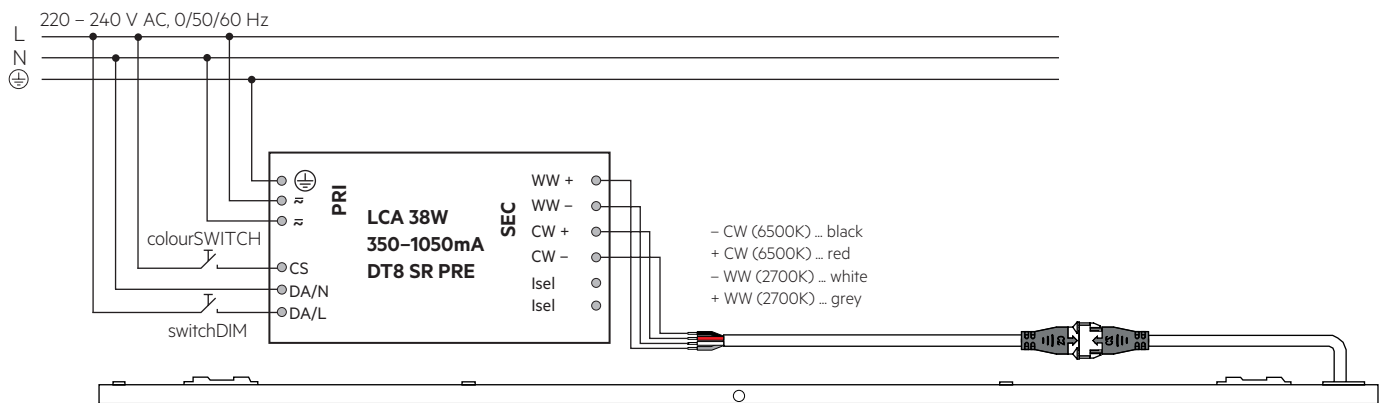 220 – 240 V AC, 0/50/60 Hz
L
N
PRI
LCA 38W
350–1050mA
DT8 SR PRE
SEC
WW +
WW –
CW +
CW –
Isel
Isel
colourSWITCH
CS
DA/N
DA/L
switchDIM
– CW (6500K) ... black
+ CW (6500K) ... red
– WW (2700K) ... white
+ WW (2700K) ... grey